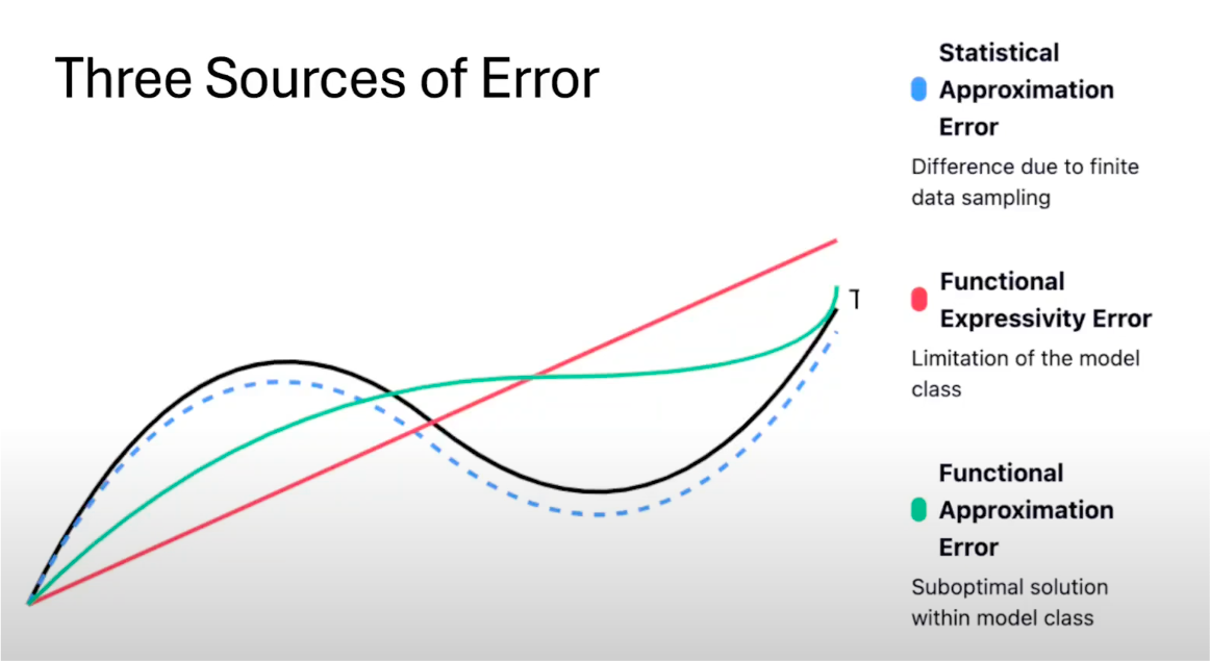 Three Sources of Error
Statistical
Approximation
Error
Difference due to finite
data sampling
Functional
Expressivity Error
Limitation of the model
class
Functional
Approximation
Error
Suboptimal solution
within model class
T